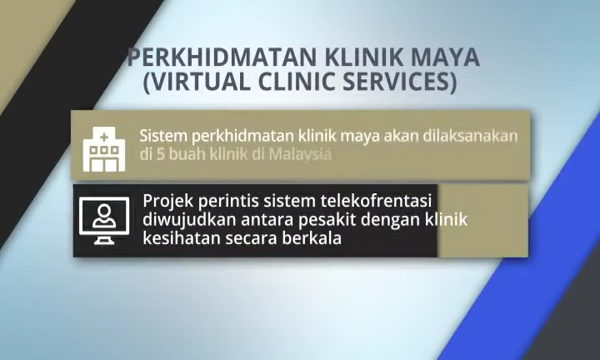 PERKHIDMATAN KLINIK MAYA
(VIRTUAL CLINIC SERVICES)
Sistem perkhidmatan klinik maya akan dilaksanakan
di 5 buah klinik di Malaysia
Projek perintis sistem telekofrentasi
diwujudkan antara pesakit dengan klinik
kesihatan secara berkala